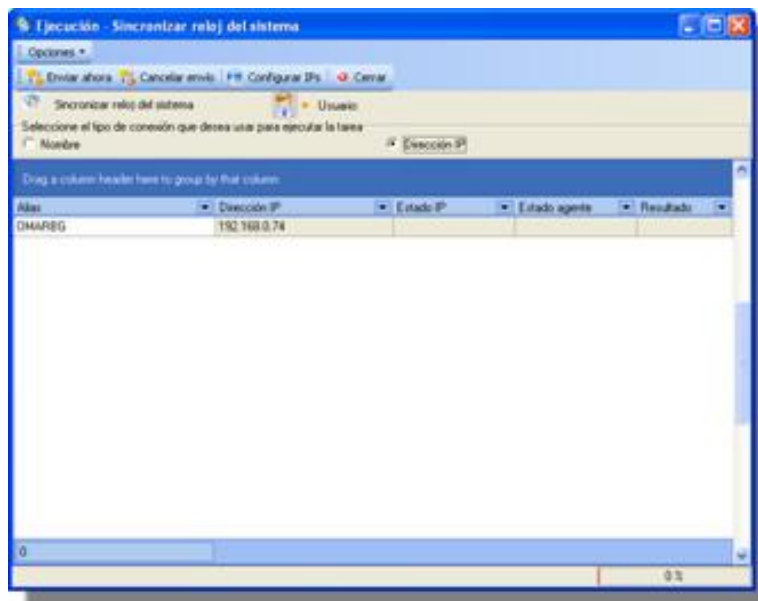 Ejecución - Sincronizar reloj del sistema
Opciones
Enviar ahora Cancelar envío Configurar IPs Cerrar
Sincronizar reloj del sistema Usuario:
Seleccione el tipo de conexión que desea usar para ejecutar la tarea
Nombre Dirección IP
Drag a column header here to group by that column
Alias Dirección IP Estado IP Estado agente Resultado
OMARBG 192.168.0.74
0
0 %